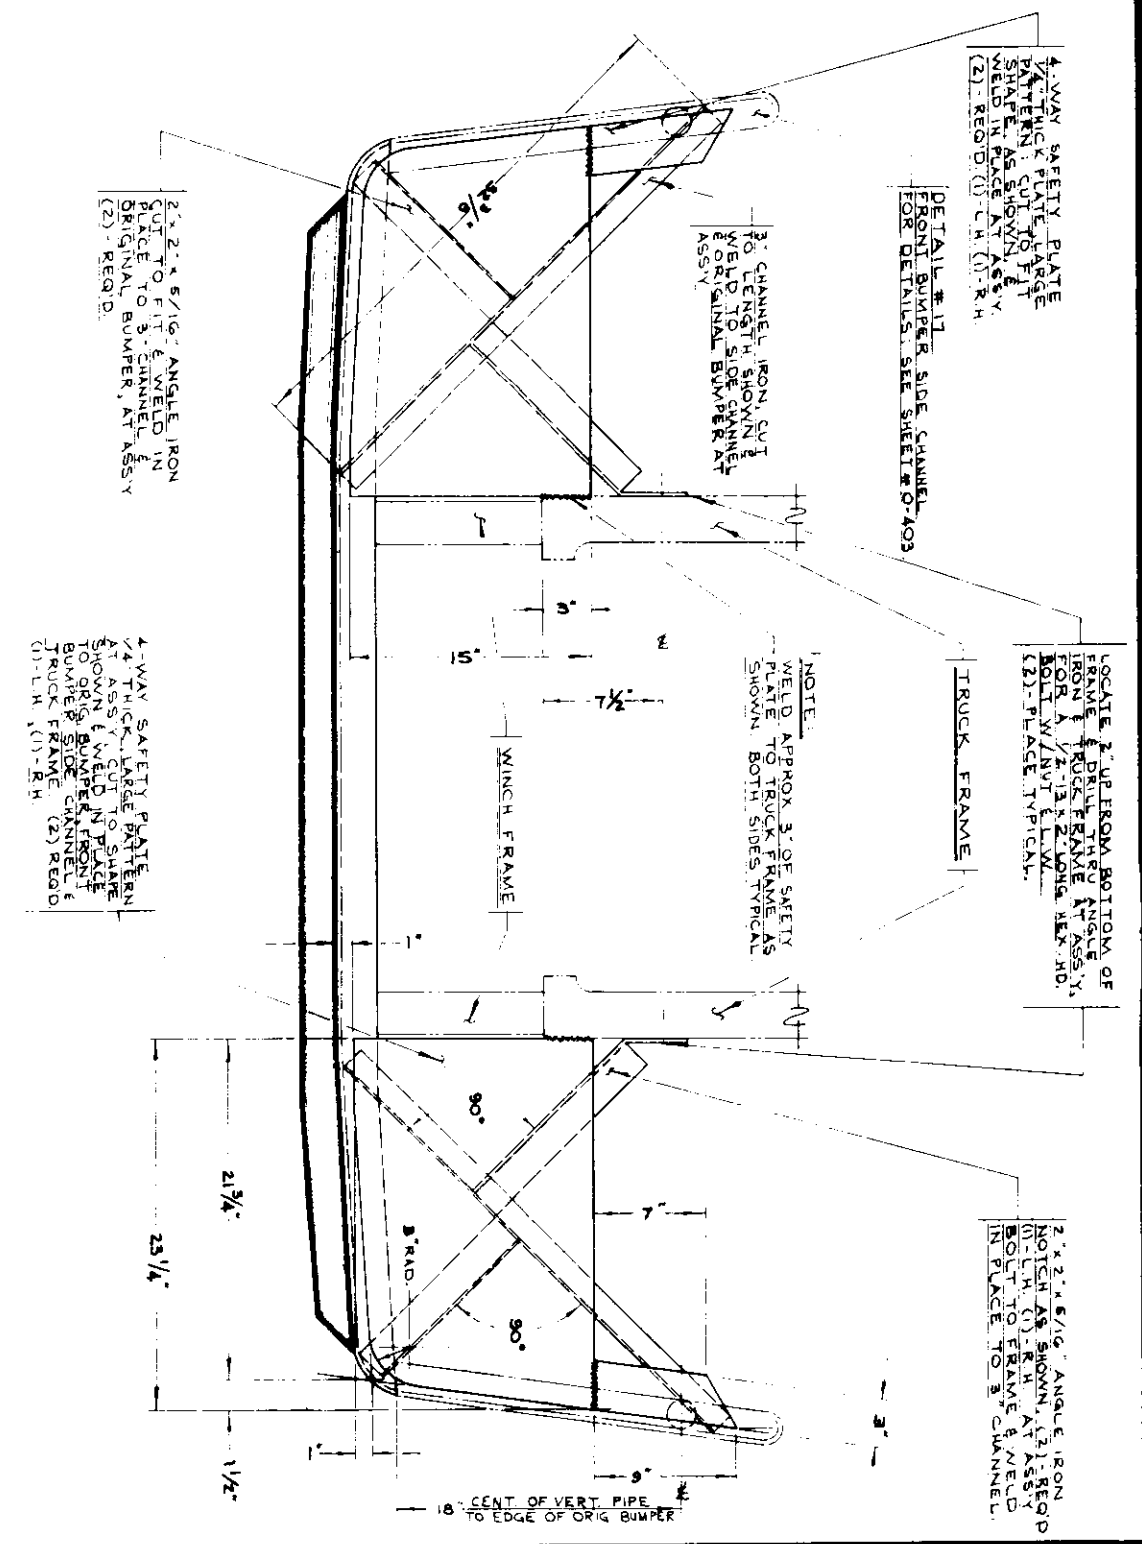 4-WAY SAFETY PLATE
1/4" THICK PLATE LARGE
PATTERN; CUT TO FIT
SHAPE, AS SHOWN, &
WELD IN PLACE AT ASS'Y.
(2)-REQ'D. (1)-L.H. (1)-R.H.
DETAIL # 17
FRONT BUMPER SIDE CHANNEL
FOR DETAILS: SEE SHEET # 0-403
3" CHANNEL IRON, CUT
TO LENGTH SHOWN &
WELD TO SIDE CHANNEL
& ORIGINAL BUMPER AT
ASS'Y
2" x 2" x 5/16" ANGLE IRON
CUT TO FIT & WELD IN
PLACE TO 3" CHANNEL &
ORIGINAL BUMPER, AT ASS'Y
(2)-REQ'D.
LOCATE 2" UP FROM BOTTOM OF
FRAME & DRILL THRU ANGLE
IRON & TRUCK FRAME AT ASS'Y,
FOR A 1/2-13 x 2" LONG HEX. HD.
BOLT W/NUT & L.W.
(2)-PLACE TYPICAL.
TRUCK FRAME
NOTE:
WELD APPROX 3" OF SAFETY
PLATE TO TRUCK FRAME AS
SHOWN BOTH SIDES TYPICAL
WINCH FRAME
4-WAY SAFETY PLATE
1/4" THICK, LARGE PATTERN
AT ASS'Y CUT TO SHAPE
SHOWN & WELD IN PLACE
TO ORIG. BUMPER, FRONT
BUMPER SIDE CHANNEL &
TRUCK FRAME. (2) REQ'D.
(1)-L.H., (1)-R.H.
2" x 2" x 5/16" ANGLE IRON
NOTCH AS SHOWN, (2)-REQ'D
(1)-L.H. (1)-R.H. AT ASS'Y
BOLT TO FRAME & WELD
IN PLACE TO 3" CHANNEL.
3"
15"
7 1/2"
1"
90°
90°
3" RAD.
7"
21 3/4"
23 1/4"
1 1/2"
1"
9"
3"
18" CENT. OF VERT. PIPE
TO EDGE OF ORIG BUMPER